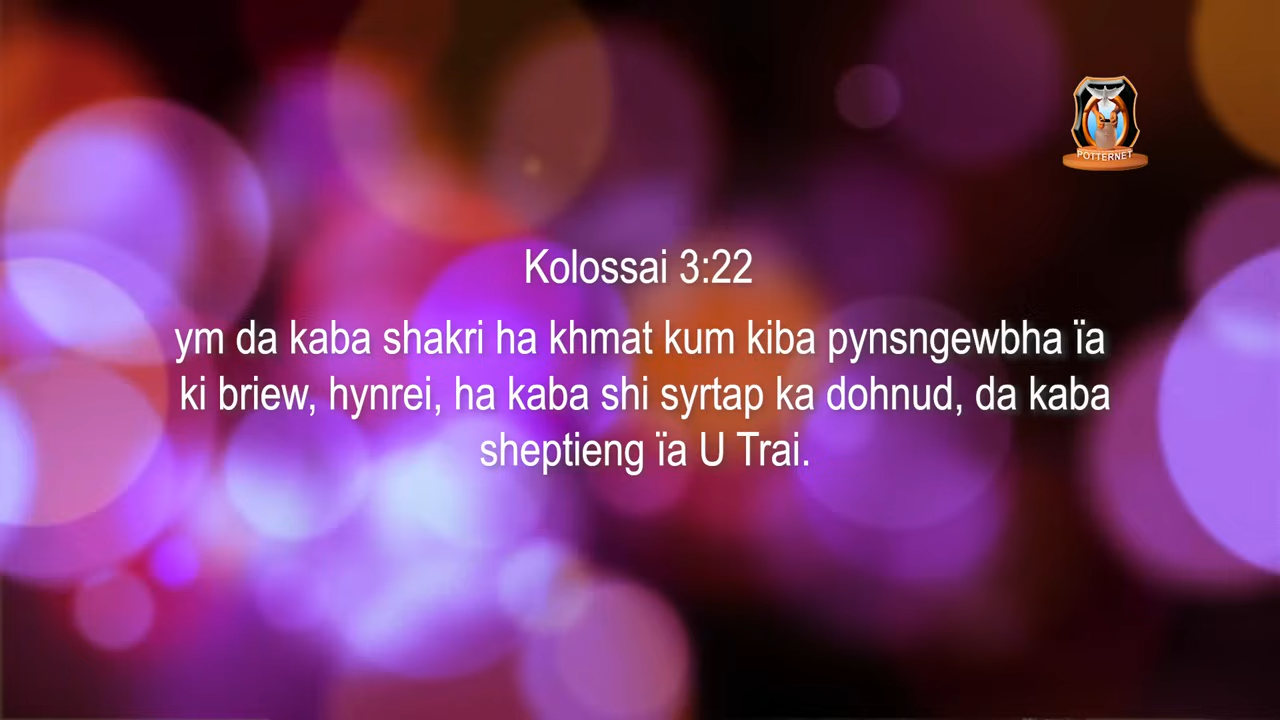 POTTERNET
Kolossai 3:22
ym da kaba shakri ha khmat kum kiba pynsngewbha ïa
ki briew, hynrei, ha kaba shi syrtap ka dohnud, da kaba
sheptieng ïa U Trai.